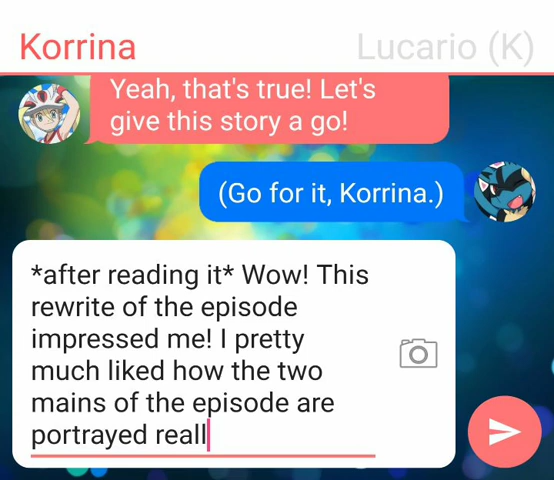 Korrina
Lucario (K)
Yeah, that's true! Let's
give this story a go!
(Go for it, Korrina.)
*after reading it* Wow! This
rewrite of the episode
impressed me! I pretty
much liked how the two
mains of the episode are
portrayed reall